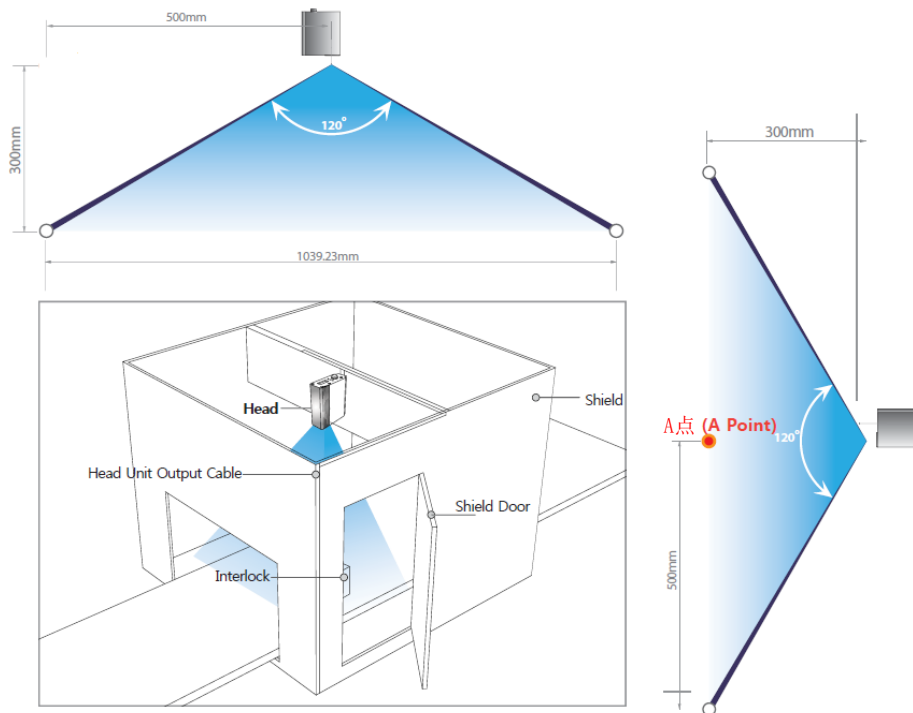 500mm
300mm
120°
1039.23mm
Head
Shield
Head Unit Output Cable
Shield Door
Interlock
300mm
A点 (A Point)
120°
500mm